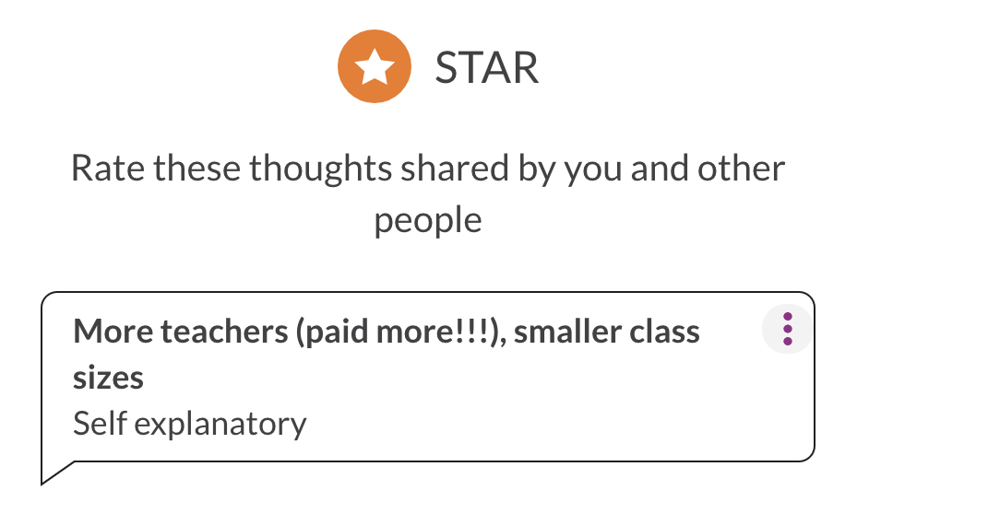 STAR
Rate these thoughts shared by you and other
people
More teachers (paid more!!!), smaller class
sizes
Self explanatory